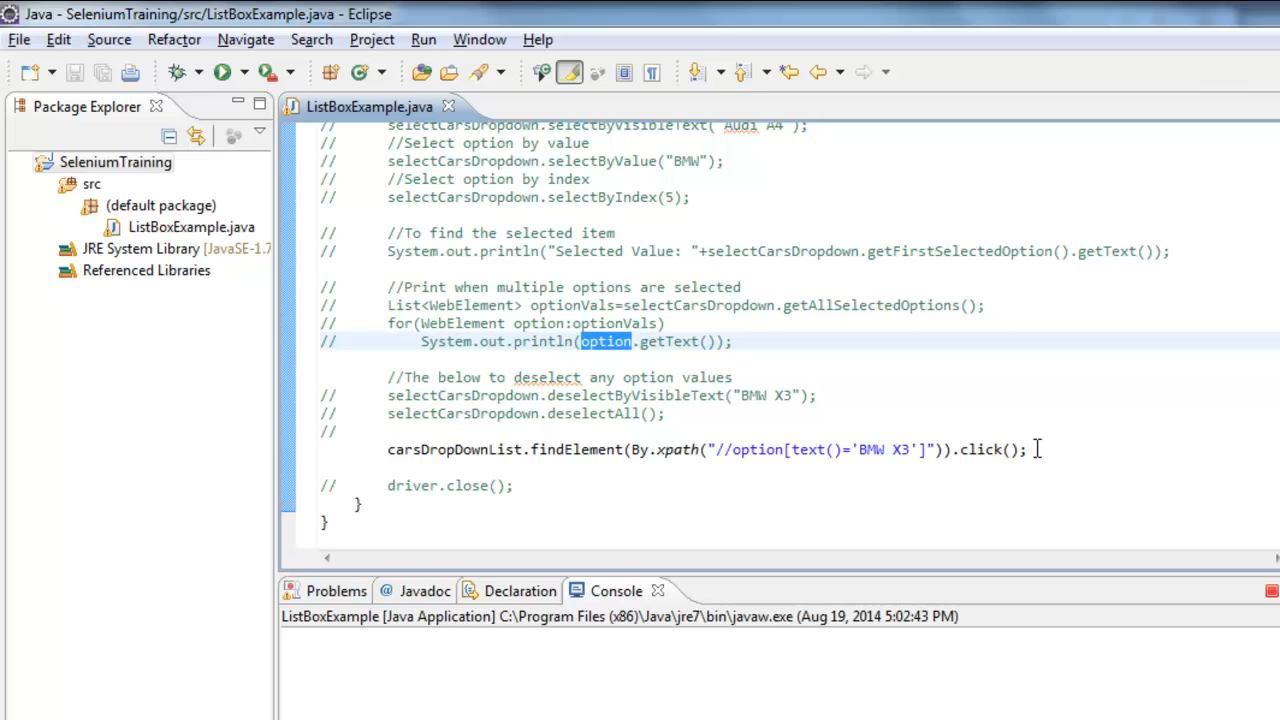 Java - SeleniumTraining/src/ListBoxExample.java - Eclipse
File Edit Source Refactor Navigate Search Project Run Window Help
Package Explorer
ListBoxExample.java
SeleniumTraining
src
(default package)
ListBoxExample.java
JRE System Library [JavaSE-1.7
Referenced Libraries
// selectCarsDropdown.selectByVisibleText("Audi A4");
// //Select option by value
// selectCarsDropdown.selectByValue("BMW");
// //Select option by index
// selectCarsDropdown.selectByIndex(5);
// //To find the selected item
// System.out.println("Selected Value: "+selectCarsDropdown.getFirstSelectedOption().getText());
// //Print when multiple options are selected
// List<WebElement> optionVals=selectCarsDropdown.getAllSelectedOptions();
// for(WebElement option:optionVals)
// System.out.println(option.getText());
//The below to deselect any option values
// selectCarsDropdown.deselectByVisibleText("BMW X3");
// selectCarsDropdown.deselectAll();
//
carsDropDownList.findElement(By.xpath("//option[text()='BMW X3']")).click();
// driver.close();
}
}
Problems @ Javadoc Declaration Console
ListBoxExample [Java Application] C:\Program Files (x86)\Java\jre7\bin\javaw.exe (Aug 19, 2014 5:02:43 PM)